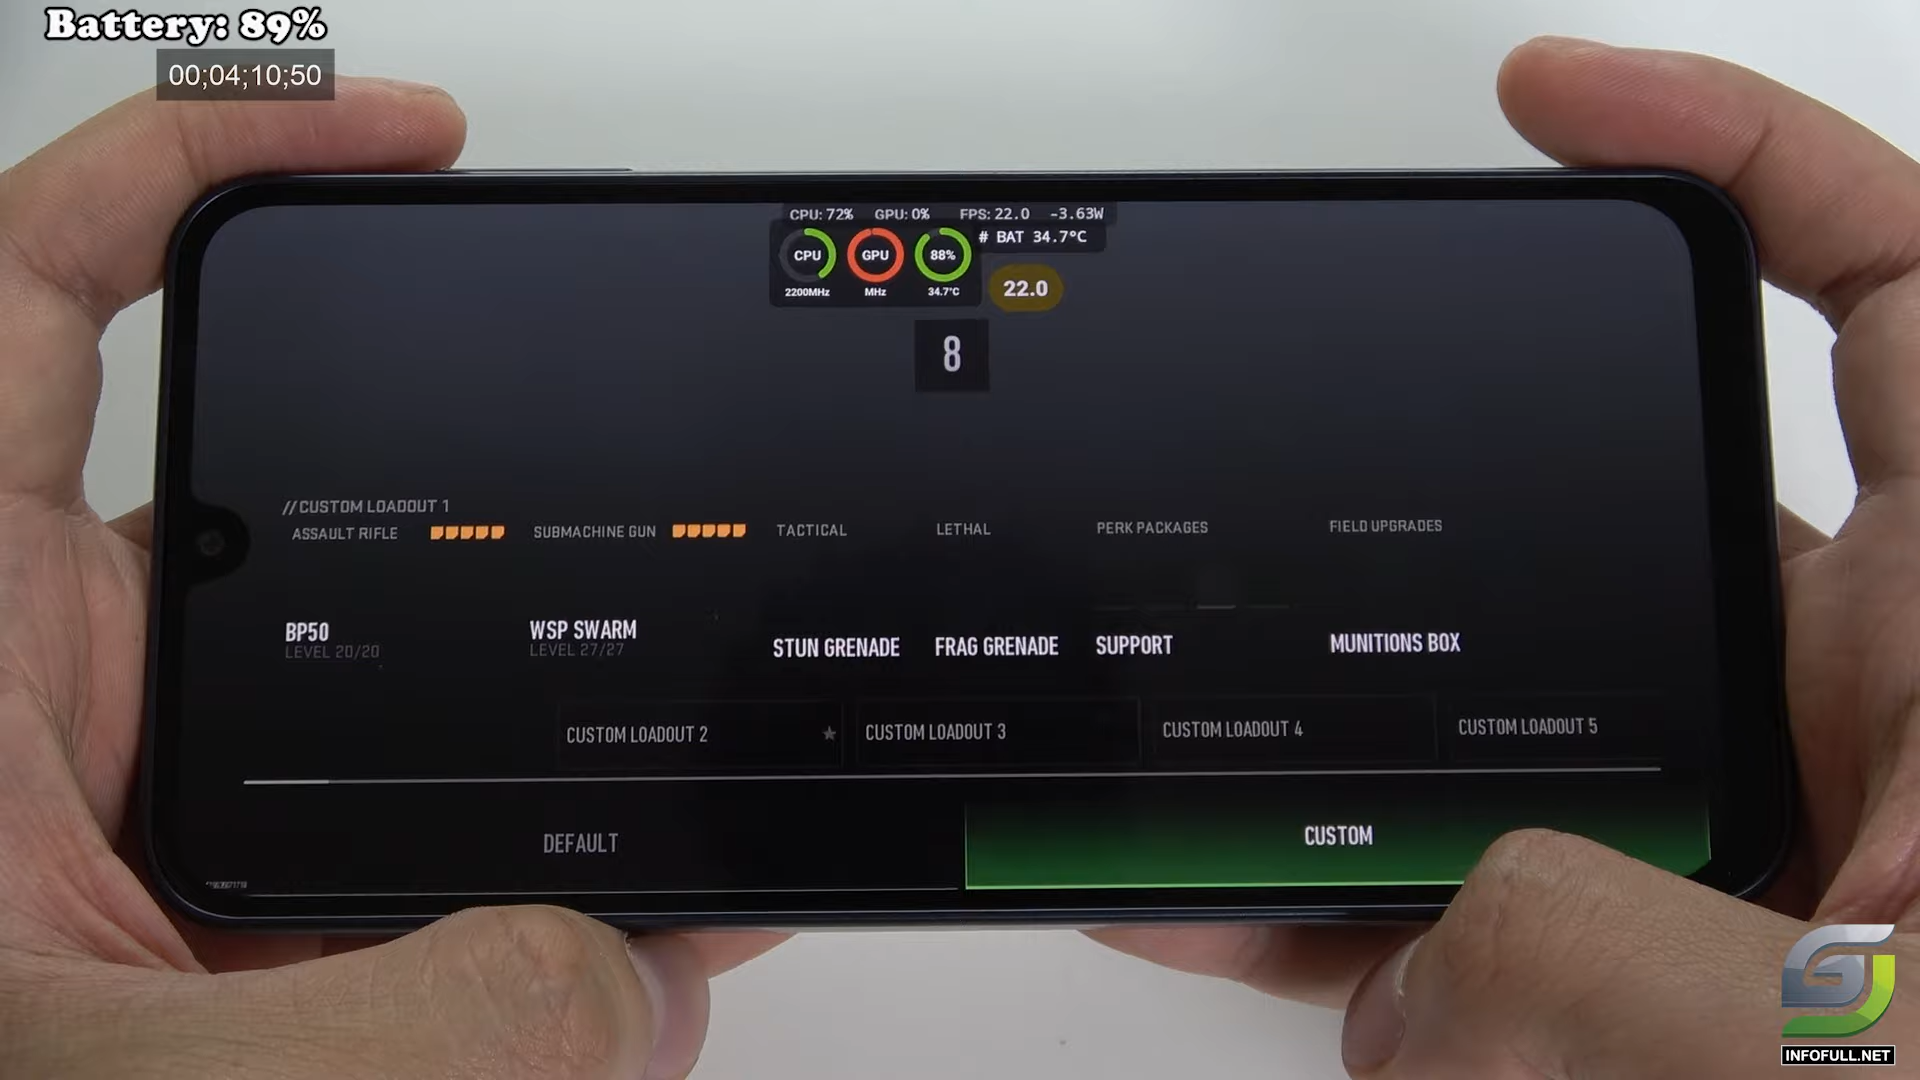 Battery: 89%
00;04;10;50
CPU: 72% GPU: 0% FPS: 22.0 -3.63W
# BAT 34.7°C
CPU GPU 88%
2200MHz MHz 34.7°C
22.0
8
//CUSTOM LOADOUT 1
ASSAULT RIFLE SUBMACHINE GUN TACTICAL LETHAL PERK PACKAGES FIELD UPGRADES
BP50 WSP SWARM STUN GRENADE FRAG GRENADE SUPPORT MUNITIONS BOX
LEVEL 20/20 LEVEL 27/27
CUSTOM LOADOUT 2 CUSTOM LOADOUT 3 CUSTOM LOADOUT 4 CUSTOM LOADOUT 5
DEFAULT CUSTOM
INFOFULL.NET